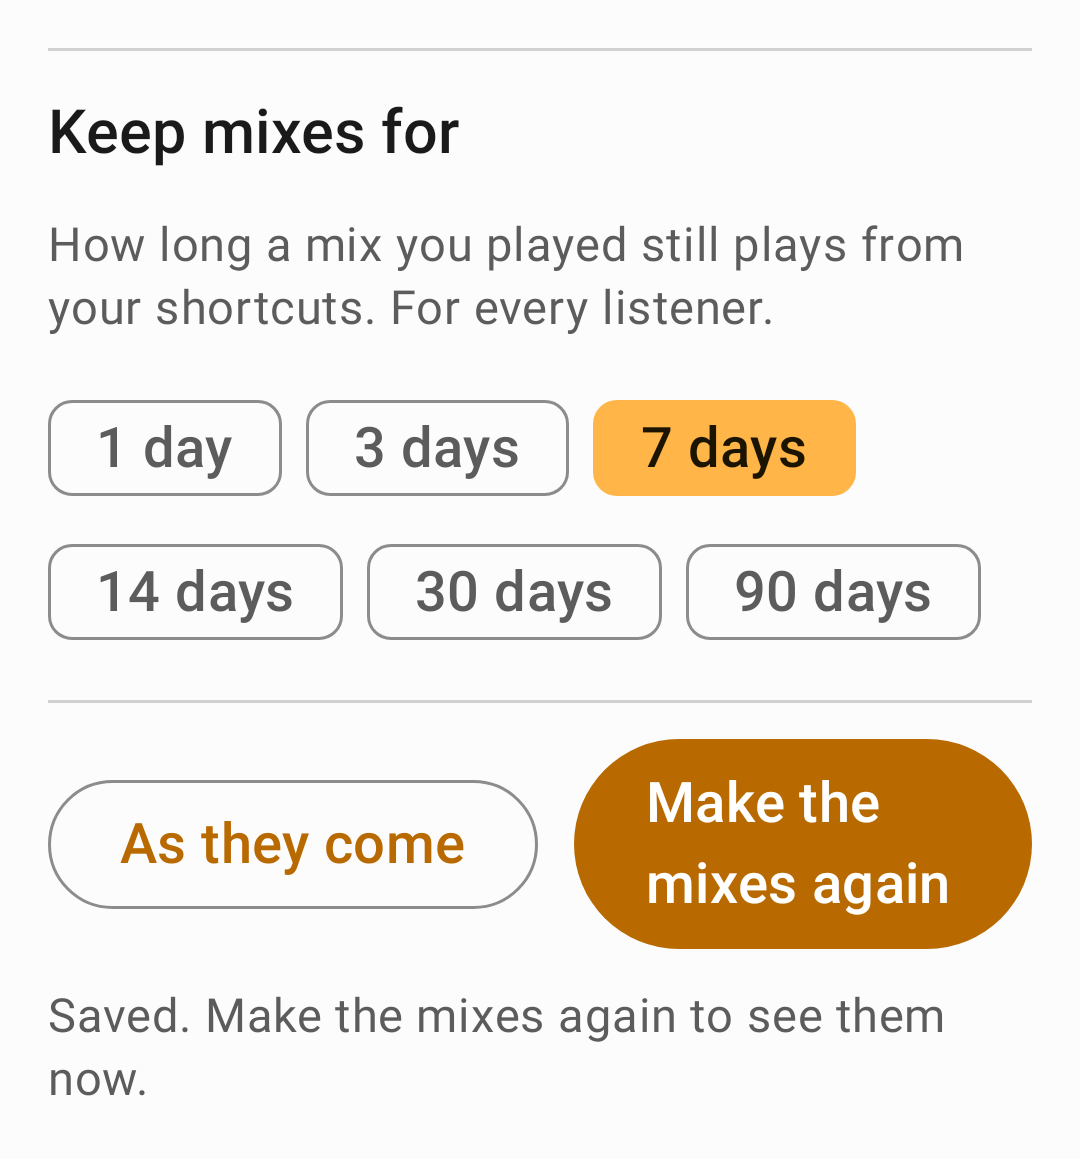 Keep mixes for
How long a mix you played still plays from
your shortcuts. For every listener.
1 day
3 days
7 days
14 days
30 days
90 days
As they come
Make the
mixes again
Saved. Make the mixes again to see them
now.